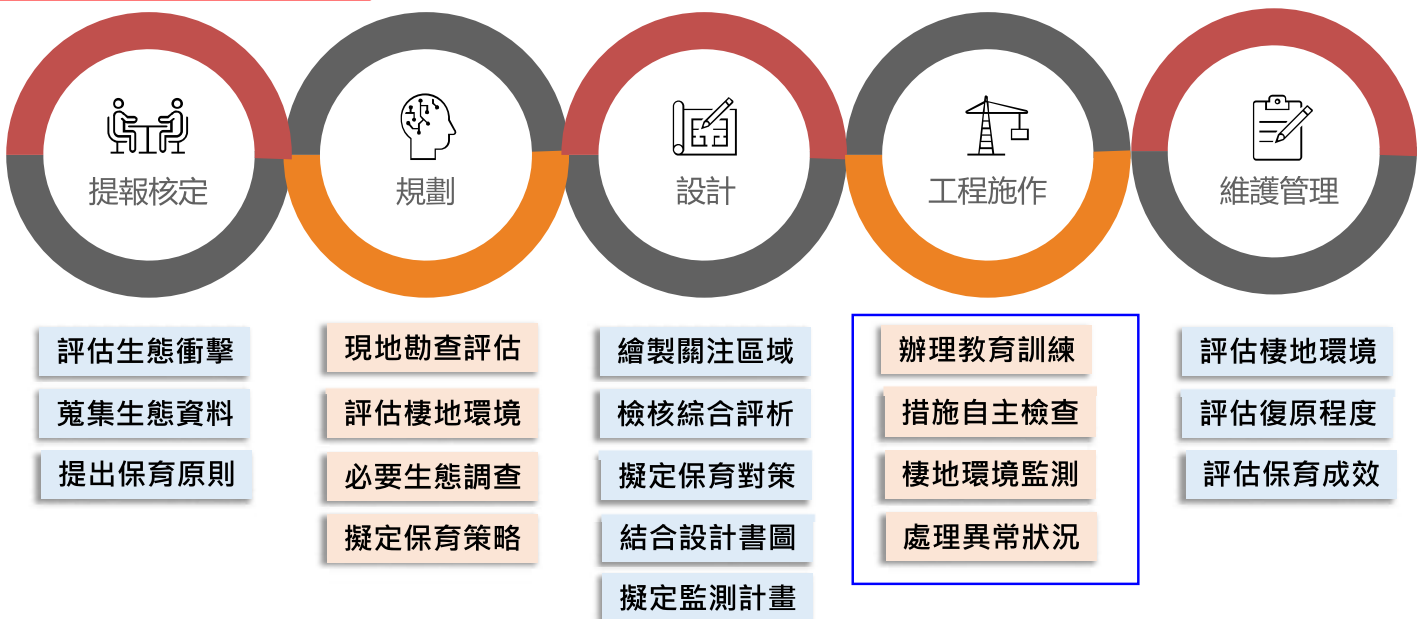 提報核定
規劃
設計
工程施作
維護管理
評估生態衝擊
蒐集生態資料
提出保育原則
現地勘查評估
評估棲地環境
必要生態調查
擬定保育策略
繪製關注區域
檢核綜合評析
擬定保育對策
結合設計書圖
擬定監測計畫
辦理教育訓練
措施自主檢查
棲地環境監測
處理異常狀況
評估棲地環境
評估復原程度
評估保育成效